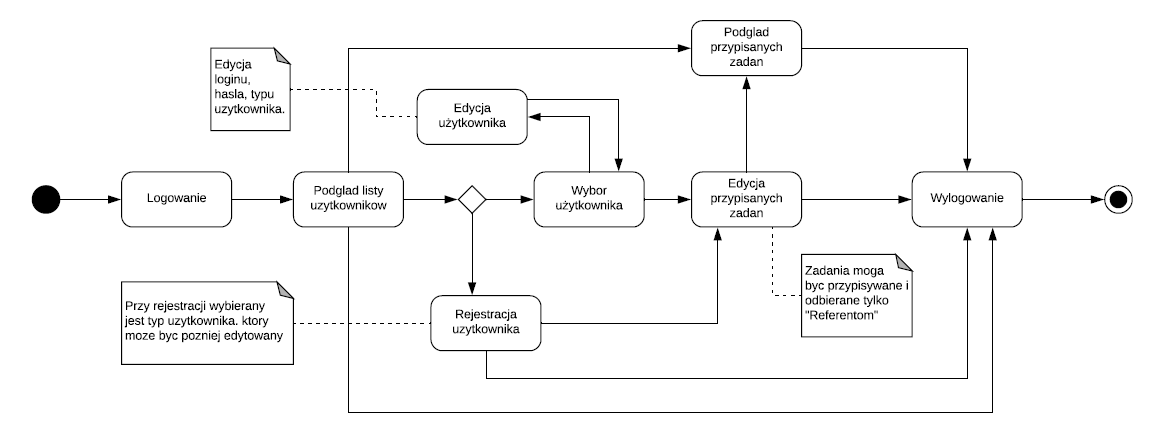 Podglad
przypisanych
zadan
Edycja
loginu,
hasla, typu
uzytkownika.
Edycja
użytkownika
Logowanie
Podglad listy
uzytkownikow
Wybor
użytkownika
Edycja
przypisanych
zadan
Wylogowanie
Zadania moga
byc przypisywane i
odbierane tylko
"Referentom"
Przy rejestracji wybierany
jest typ uzytkownika. ktory
moze byc pozniej edytowany
Rejestracja
uzytkownika